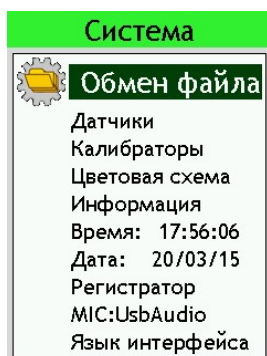 Система
Обмен файла
Датчики
Калибраторы
Цветовая схема
Информация
Время: 17:56:06
Дата: 20/03/15
Регистратор
MIC:UsbAudio
Язык интерфейса